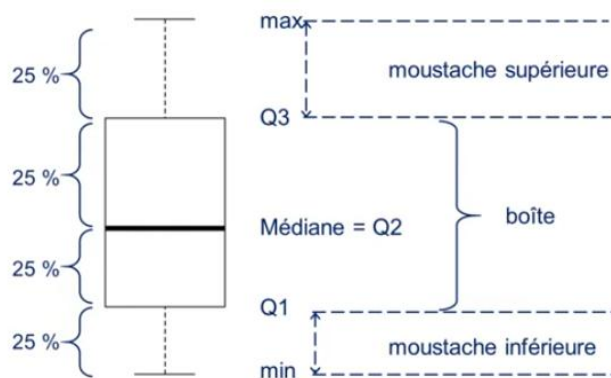 max
25 %
moustache supérieure
Q3
25 %
boîte
Médiane = Q2
25 %
Q1
25 %
moustache inférieure
min